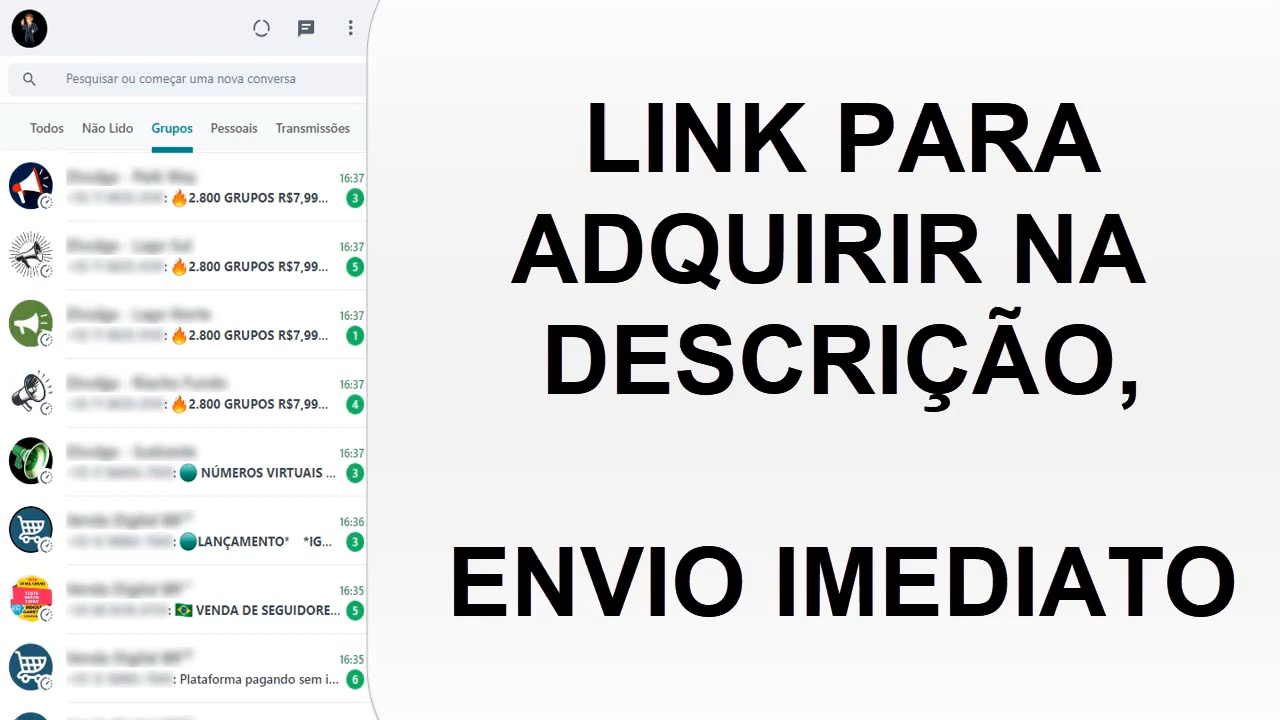 Pesquisar ou começar uma nova conversa
Todos Não Lido Grupos Pessoais Transmissões
16:37
: 🔥2.800 GRUPOS R$7,99... 3
16:37
: 🔥2.800 GRUPOS R$7,99... 5
16:37
: 🔥2.800 GRUPOS R$7,99... 1
16:37
: 🔥2.800 GRUPOS R$7,99... 4
16:37
: NÚMEROS VIRTUAIS ... 3
16:36
: LANÇAMENTO* *IG... 3
16:35
: 🇧🇷 VENDA DE SEGUIDORE... 5
16:35
: Plataforma pagando sem i... 6
LINK PARA
ADQUIRIR NA
DESCRIÇÃO,
ENVIO IMEDIATO